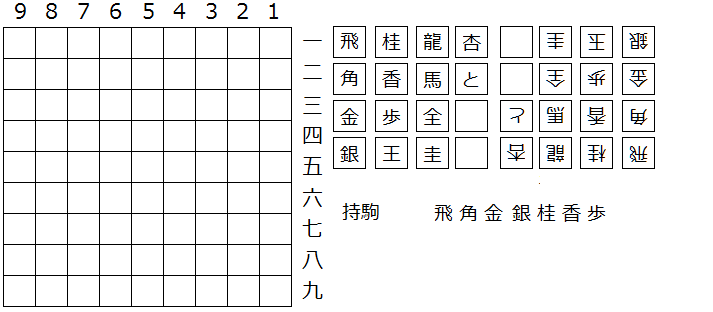 9 8 7 6 5 4 3 2 1
一 飛 桂 龍 杏 圭 玉 銀
二 角 香 馬 と 全 歩 金
三 金 歩 全 と 馬 香 角
四
五 銀 王 圭 杏 龍 桂 飛
六
七 持駒 飛 角 金 銀 桂 香 歩
八
九